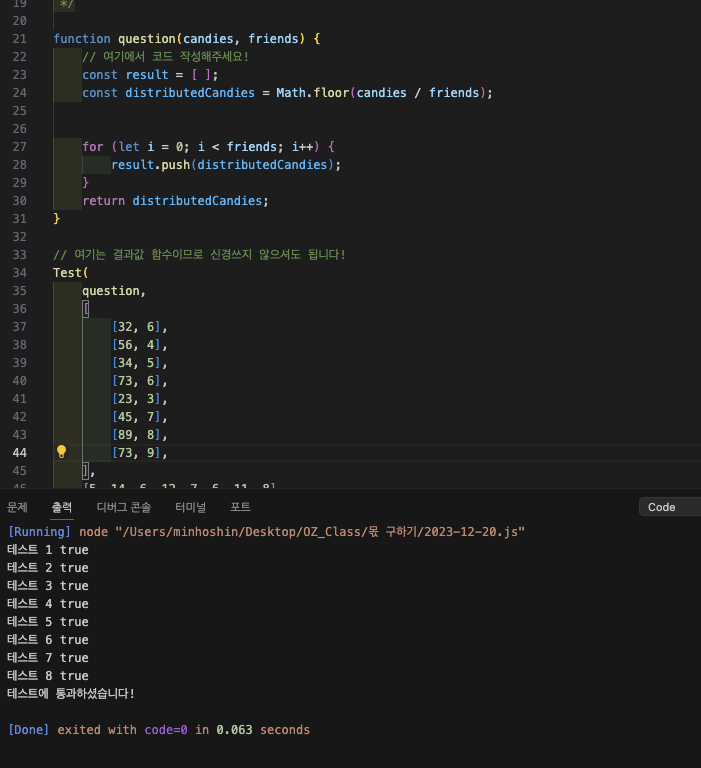 19 */
20
21 function question(candies, friends) {
22 // 여기에서 코드 작성해주세요!
23 const result = [ ];
24 const distributedCandies = Math.floor(candies / friends);
25
26
27 for (let i = 0; i < friends; i++) {
28 result.push(distributedCandies);
29 }
30 return distributedCandies;
31 }
32
33 // 여기는 결과값 함수이므로 신경쓰지 않으셔도 됩니다!
34 Test(
35 question,
36 [
37 [32, 6],
38 [56, 4],
39 [34, 5],
40 [73, 6],
41 [23, 3],
42 [45, 7],
43 [89, 8],
44 [73, 9],
45 ],
46 [5, 14, 6, 12, 7, 6, 11, 8]
문제 출력 디버그 콘솔 터미널 포트 Code
[Running] node "/Users/minhoshin/Desktop/OZ_Class/몫 구하기/2023-12-20.js"
테스트 1 true
테스트 2 true
테스트 3 true
테스트 4 true
테스트 5 true
테스트 6 true
테스트 7 true
테스트 8 true
테스트에 통과하셨습니다!
[Done] exited with code=0 in 0.063 seconds